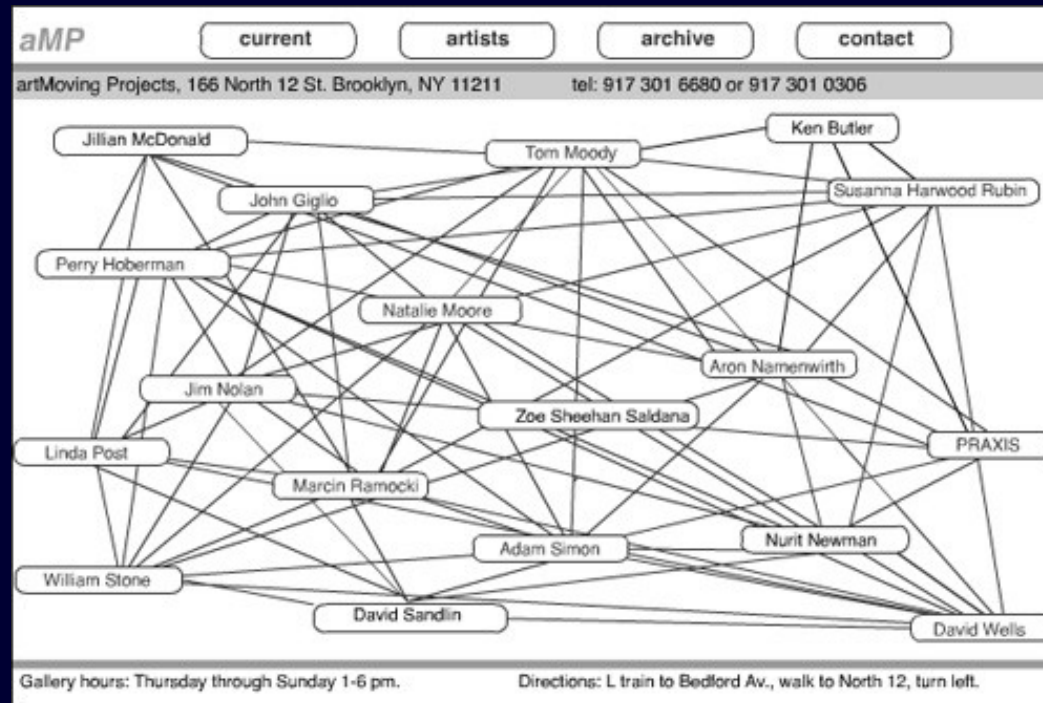 aMP current artists archive contact
artMoving Projects, 166 North 12 St. Brooklyn, NY 11211 tel: 917 301 6680 or 917 301 0306
Ken Butler
Jillian McDonald
Tom Moody
Susanna Harwood Rubin
John Giglio
Perry Hoberman
Natalie Moore
Aron Namenwirth
Jim Nolan
Zoe Sheehan Saldana
Linda Post
PRAXIS
Marcin Ramocki
Nurit Newman
Adam Simon
William Stone
David Sandlin
David Wells
Gallery hours: Thursday through Sunday 1-6 pm. Directions: L train to Bedford Av., walk to North 12, turn left.